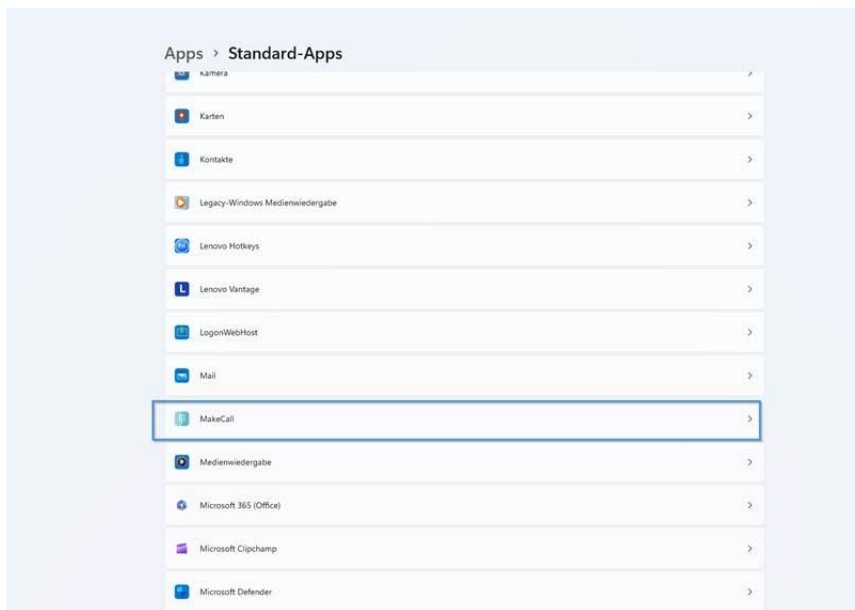 Apps > Standard-Apps
Kamera
Karten
Kontakte
Legacy-Windows Medienwiedergabe
Lenovo Hotkeys
Lenovo Vantage
LogonWebHost
Mail
MakeCall
Medienwiedergabe
Microsoft 365 (Office)
Microsoft Clipchamp
Microsoft Defender